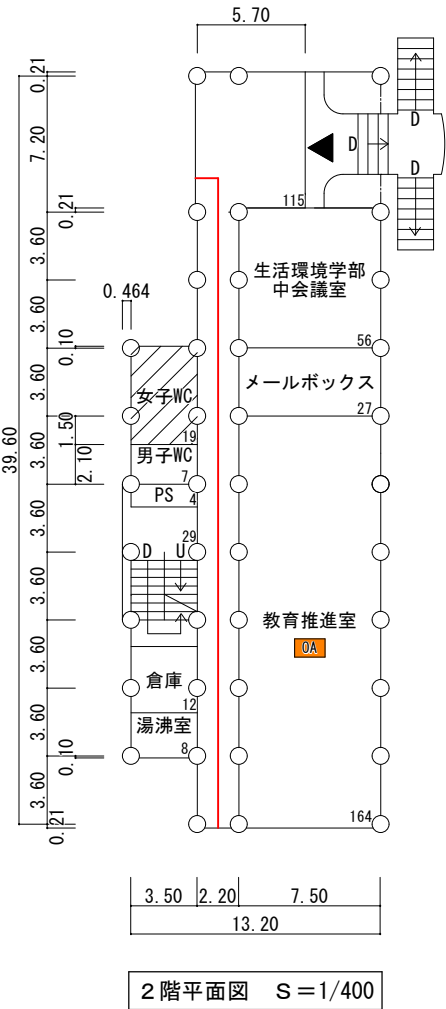 5.70
0.21
7.20
D
D
D
0.21
115
3.60
生活環境学部
中会議室
0.464
3.60
0.10
56
3.60
女子WC
メールボックス
27
39.60
1.50
3.60
19
男子WC
2.10
7
PS
4
3.60
29
D
U
3.60
教育推進室
OA
3.60
倉庫
12
3.60
湯沸室
0.10
8
3.60
164
0.21
3.50
2.20
7.50
13.20
2階平面図 S=1/400